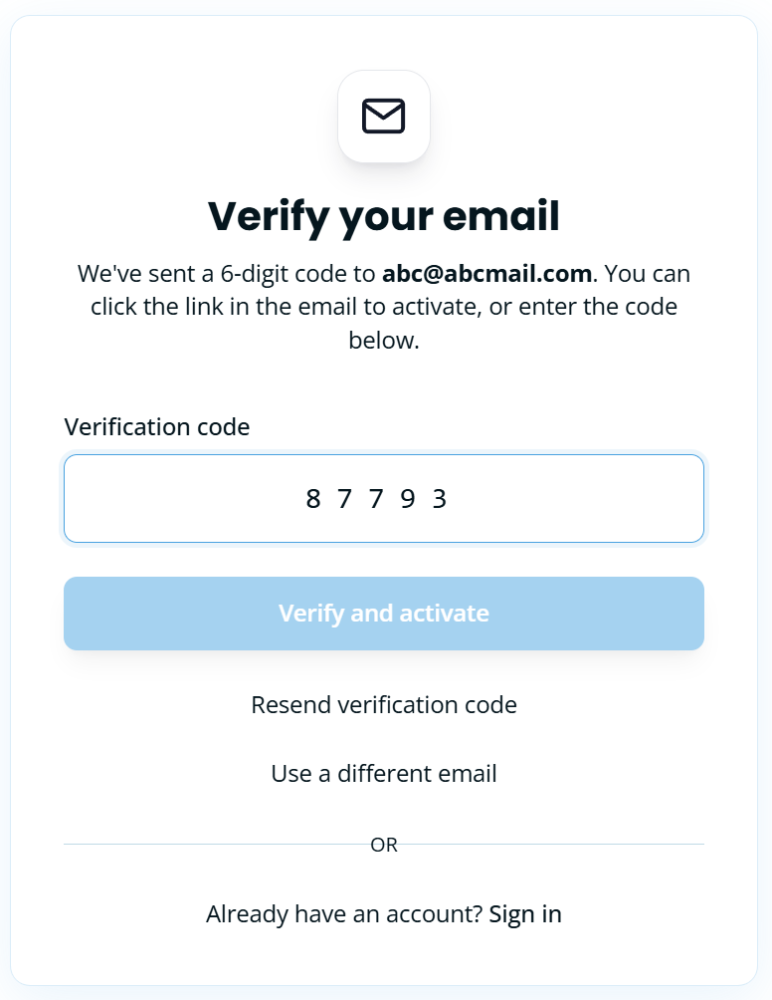 Verify your email
We've sent a 6-digit code to abc@abcmail.com. You can
click the link in the email to activate, or enter the code
below.
Verification code
8 7 7 9 3
Verify and activate
Resend verification code
Use a different email
OR
Already have an account? Sign in